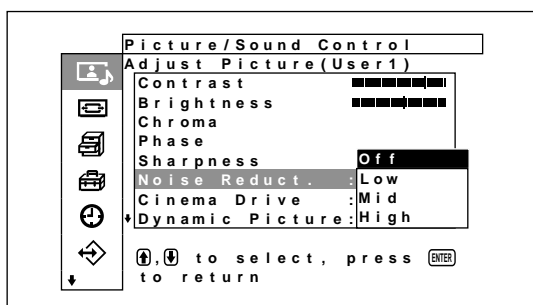 Picture/Sound Control
Adjust Picture(User1)
Contrast
Brightness
Chroma
Phase
Sharpness
Off
Noise Reduct. :Low
Cinema Drive :Mid
Dynamic Picture:High
, to select, press ENTER
to return